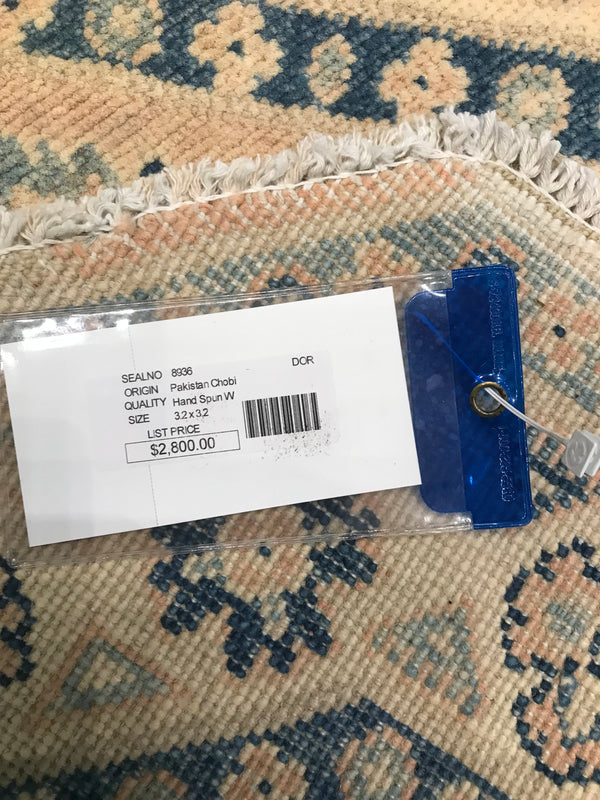 DOR
SEALNO 8936
ORIGIN Pakistan Chobi
QUALITY Hand Spun W
SIZE 3.2 x 3.2
LIST PRICE
$2,800.00